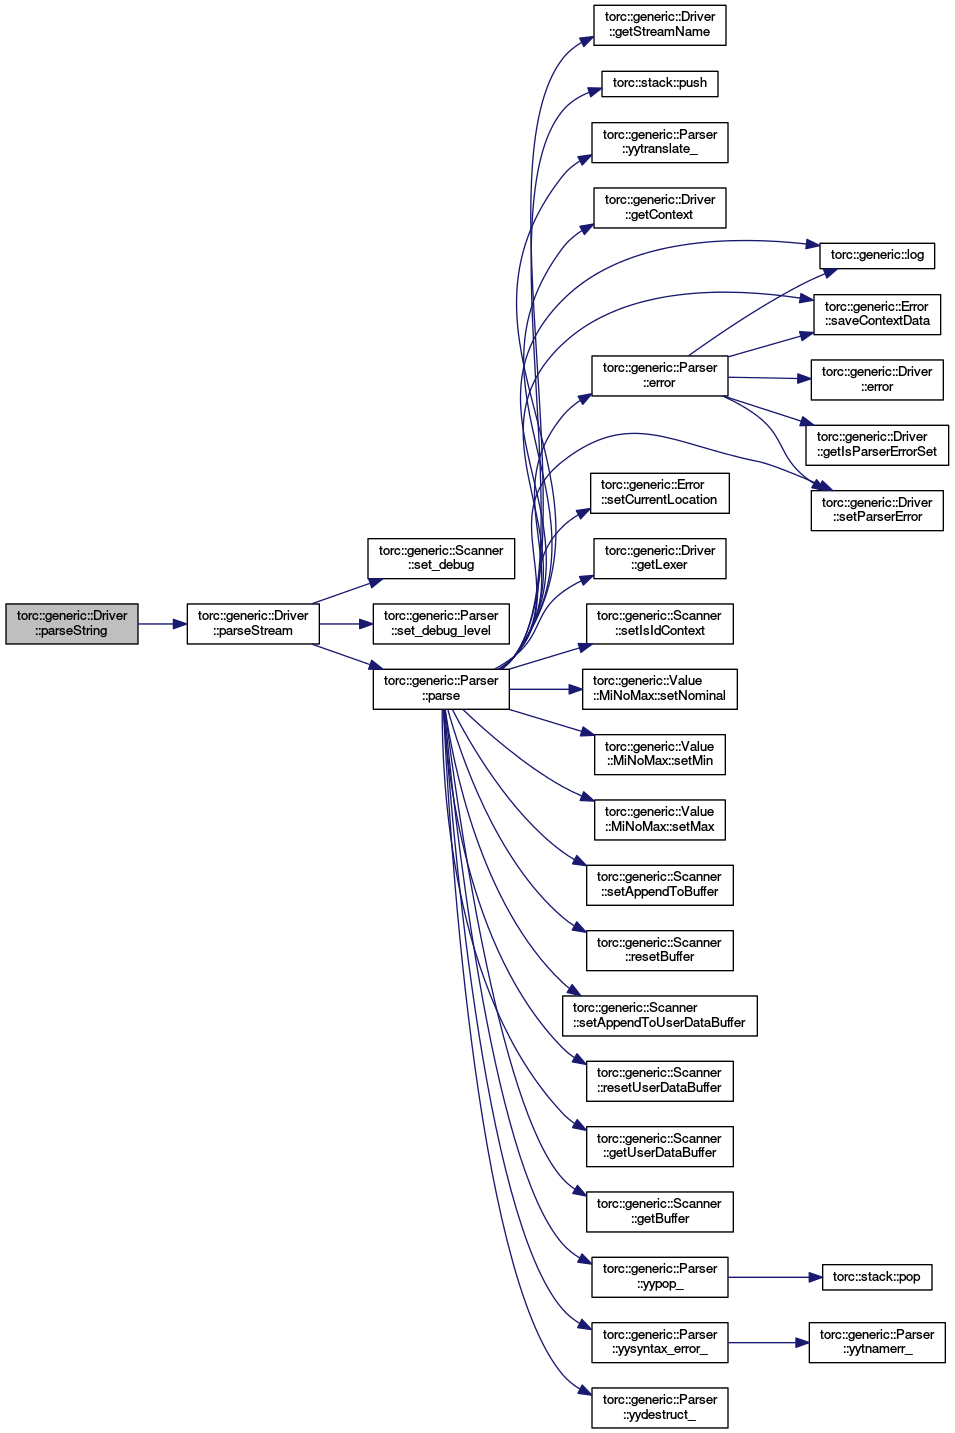 torc::generic::Driver
::getStreamName
torc::stack::push
torc::generic::Parser
::yytranslate_
torc::generic::Driver
::getContext
torc::generic::log
torc::generic::Error
::saveContextData
torc::generic::Parser
::error
torc::generic::Driver
::error
torc::generic::Driver
::getIsParserErrorSet
torc::generic::Error
::setCurrentLocation
torc::generic::Driver
::setParserError
torc::generic::Scanner
::set_debug
torc::generic::Driver
::getLexer
torc::generic::Driver
::parseString
torc::generic::Driver
::parseStream
torc::generic::Parser
::set_debug_level
torc::generic::Scanner
::setIsIdContext
torc::generic::Parser
::parse
torc::generic::Value
::MiNoMax::setNominal
torc::generic::Value
::MiNoMax::setMin
torc::generic::Value
::MiNoMax::setMax
torc::generic::Scanner
::setAppendToBuffer
torc::generic::Scanner
::resetBuffer
torc::generic::Scanner
::setAppendToUserDataBuffer
torc::generic::Scanner
::resetUserDataBuffer
torc::generic::Scanner
::getUserDataBuffer
torc::generic::Scanner
::getBuffer
torc::generic::Parser
::yypop_
torc::stack::pop
torc::generic::Parser
::yysyntax_error_
torc::generic::Parser
::yytnamerr_
torc::generic::Parser
::yydestruct_